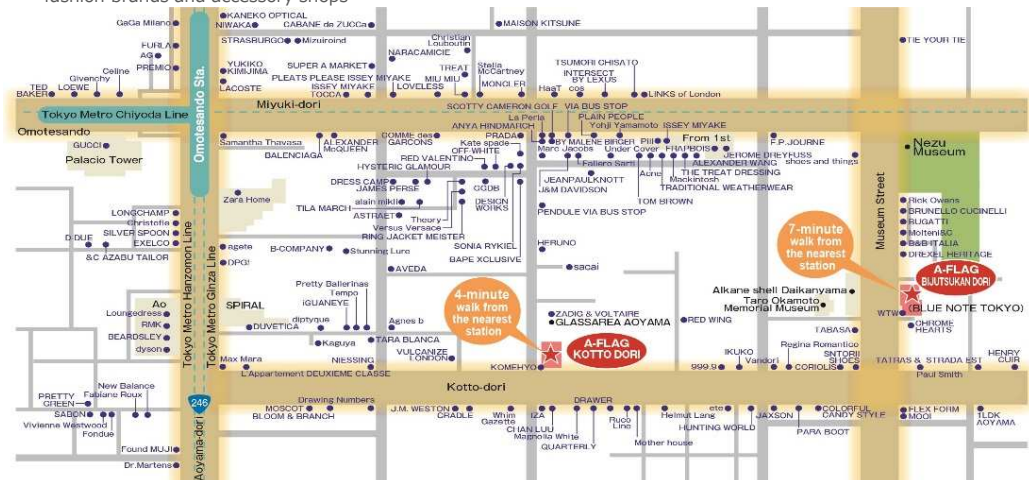 fashion brands and accessory shops
GaGa Milano
FURLA
AG
PREMIO
TED BAKER
LOEWE
Givenchy
Celine
Tokyo Metro Chiyoda Line
Omotesando
Omotesando Sta.
GUCCI
Palacio Tower
KANEKO OPTICAL
NIWAKA
CABANE de ZUCCa
STRASBURGO
Mizuiroind
YUKIKO KIMIJIMA
LACOSTE
SUPER A MARKET
PLEATS PLEASE ISSEY MIYAKE
ISSEY MIYAKE
TOCCA
NARACAMICIE
Christian Louboutin
TREAT
LOVELESS
MIU MIU
Stella McCartney
MONCLER
MAISON KITSUNÉ
TSUMORI CHISATO
INTERSECT BY LEXUS
HaaT
cos
LINKS of London
TIE YOUR TIE
Miyuki-dori
SCOTTY CAMERON GOLF
VIA BUS STOP
La Perla
PLAIN PEOPLE
ANYA HINDMARCH
Yohji Yamamoto
ISSEY MIYAKE
Samantha Thavasa
BALENCIAGA
ALEXANDER McQUEEN
COMME des GARCONS
PRADA
Kate spade
OFF-WHITE
RED VALENTINO
HYSTERIC GLAMOUR
BY MALENE BIRGER
Pill
From 1st
Marc Jacobs
Under Cover
FRAPBOIS
JEROME DREYFUSS
F.P.JOURNE
shoes and things
Faliero Sarti
ALEXANDER WANG
THE TREAT DRESSING
Acne
Mackintosh
TRADITIONAL WEATHERWEAR
JEANPAULKNOTT
J&M DAVIDSON
TOM BROWN
PENDULE VIA BUS STOP
Nezu Museum
Zara Home
DRESS CAMP
JAMES PERSE
alain mikli
TILA MARCH
ASTRAET
CGDB
DESIGN WORKS
Theory
Versus Versace
RING JACKET MEISTER
SONIA RYKIEL
BAPE XCLUSIVE
LONGCHAMP
Christofle
SILVER SPOON
EXELCO
D DUE
&C AZABU TAILOR
agete
DPG!
B-COMPANY
Stunning Lure
AVEDA
HERUNO
sacai
Museum Street
Rick Owens
BRUNELLO CUCINELLI
BUGATTI
Molteni&C
B&B ITALIA
DREXEL HERITAGE
7-minute walk from the nearest station
A-FLAG BIJUTSUKAN DORI
(BLUE NOTE TOKYO)
WTW
CHROME HEARTS
Alkane shell Daikanyama
Taro Okamoto Memorial Museum
TABASA
Tokyo Metro Hanzomon Line
Tokyo Metro Ginza Line
Ao
Loungedress
RMK
BEARDSLEY
dyson
SPIRAL
DUVETICA
diptyque
iGUANEYE
Pretty Ballerinas
Tempo
Kaguya
Agnes b
TARA BLANCA
VULCANIZE LONDON
4-minute walk from the nearest station
A-FLAG KOTTO DORI
ZADIG & VOLTAIRE
GLASSAREA AOYAMA
RED WING
Max Mara
L'Appartement DEUXIEME CLASSE
NIESSING
KOMEHYO
999.9
IKUKO
Vandori
Regina Romantico
CORIOLIS
SNTORII SHOES
TATRAS & STRADA EST
Paul Smith
HENRY CUIR
Kotto-dori
246
Aoyama-dori
PRETTY GREEN
New Balance
Fabiane Roux
SABON
Vivienne Westwood
Fondue
Found MUJI
Dr.Martens
Drawing Numbers
MOSCOT
BLOOM & BRANCH
J.M. WESTON
CRADLE
Whim Gazette
IZA
CHAN LUU
Magnolia White
DRAWER
QUARTERLY
Ruco Line
Mother house
Helmut Lang
ete
HUNTING WORLD
JAXSON
PARA BOOT
COLORFUL CANDY STYLE
FLEX FORM
MOOI
1LDK AOYAMA